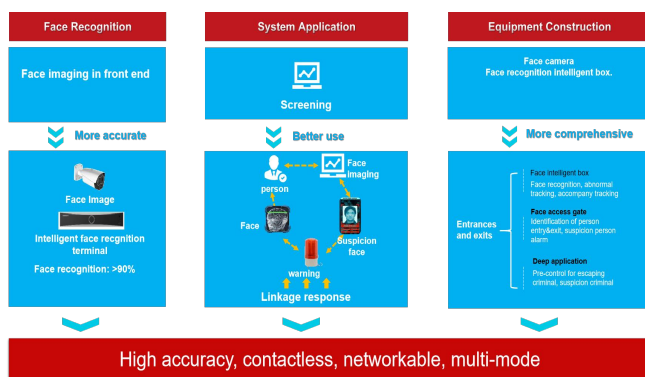 Face Recognition
Face imaging in front end
More accurate
Face Image
Intelligent face recgnition
terminal
Face recognition: >90%
System Application
Screening
Better use
person
Face
imaging
Face
Suspicion
face
warning
Linkage response
Equipment Construction
Face camera
Face recognition intelligent box.
More comprehensive
Entrances
and exits
Face intelligent box
Face recognition, abnormal
tracking, accompany tracking
Face access gate
Identification of person
entry&exit, suspicion person
alarm
Deep application
Pre-control for escaping
criminal, suspicion criminal
High accuracy, contactless, networkable, multi-mode